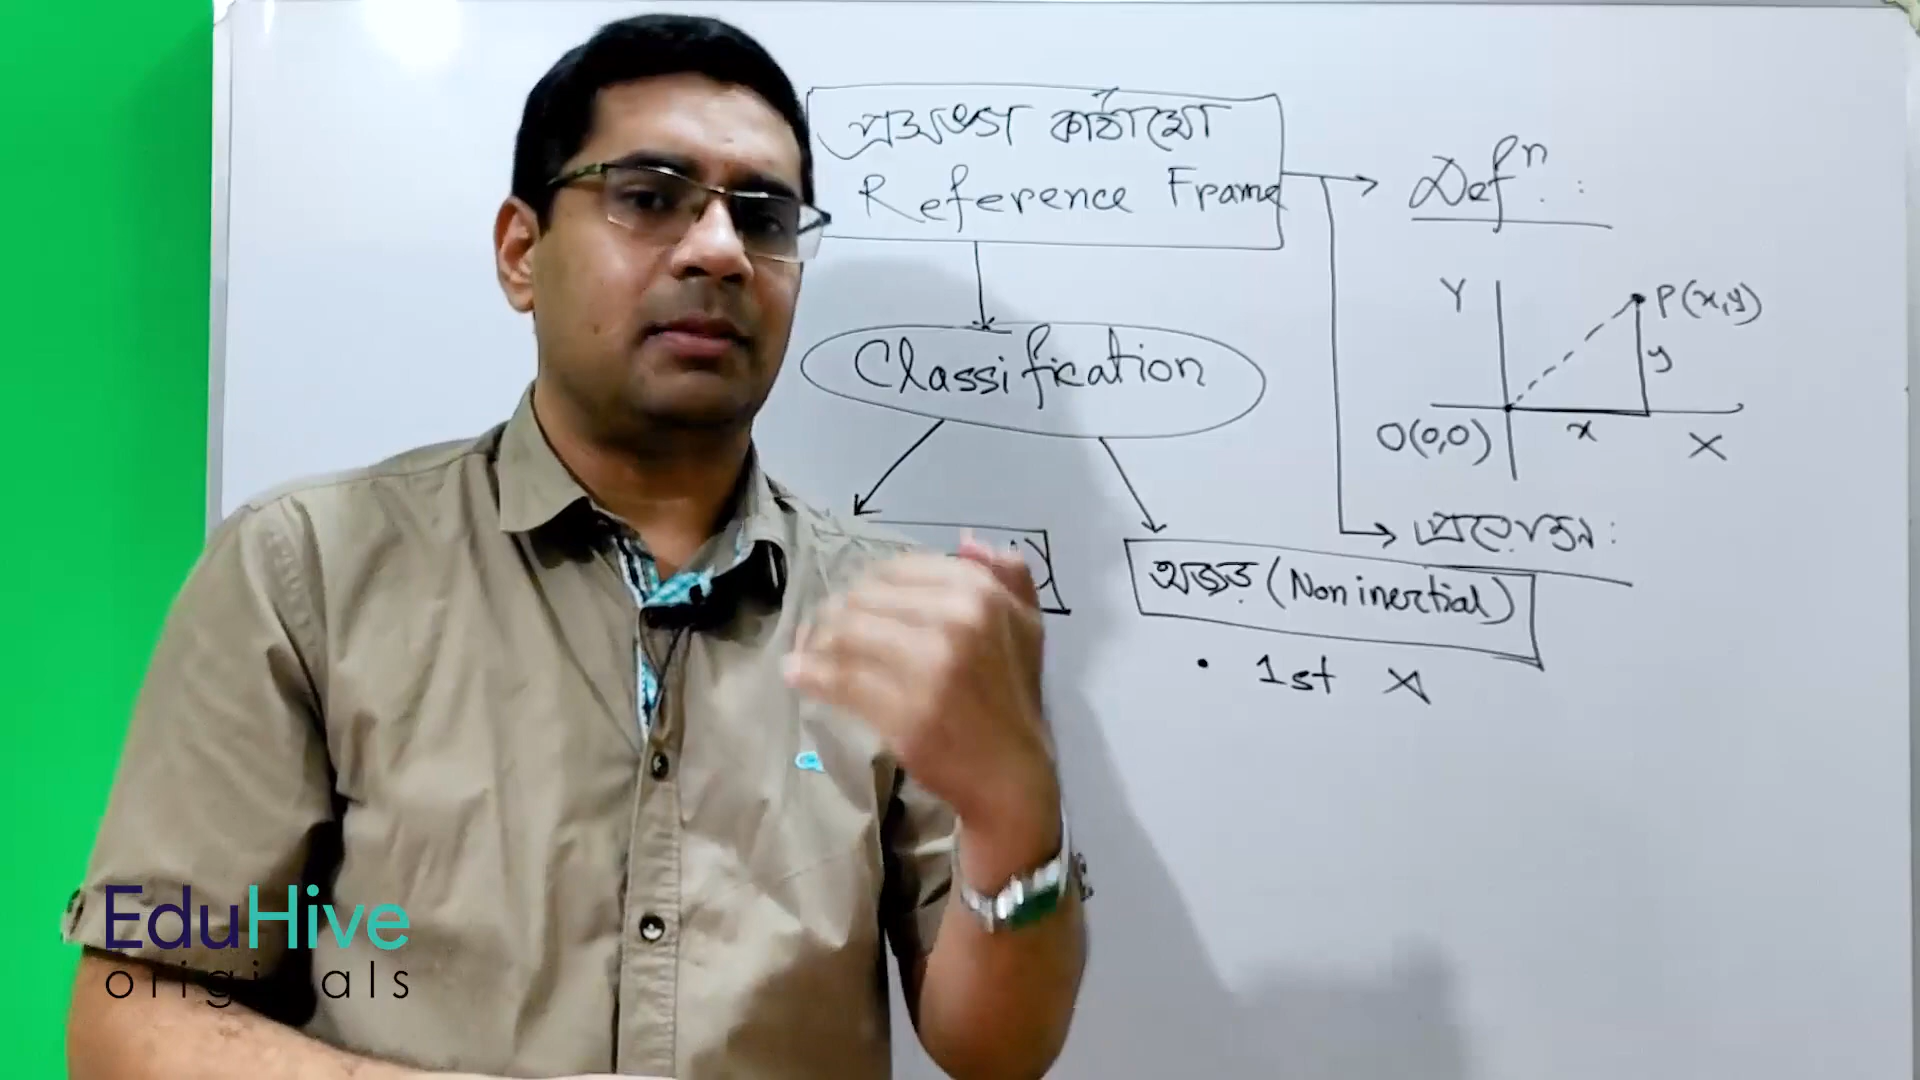 প্রসঙ্গ কাঠামো
Reference Frame
Defⁿ :
Classification
Y
P(x,y)
y
O(0,0)
x
X
প্রয়োজন :
অজড় (Non inertial)
• 1st X
EduHive
originals